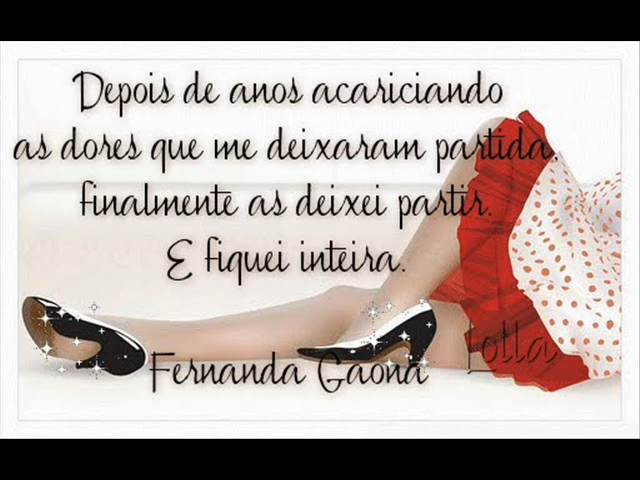 Depois de anos acariciando
as dores que me deixaram partida,
finalmente as deixei partir.
E fiquei inteira.
Fernanda Gaona
Lolla